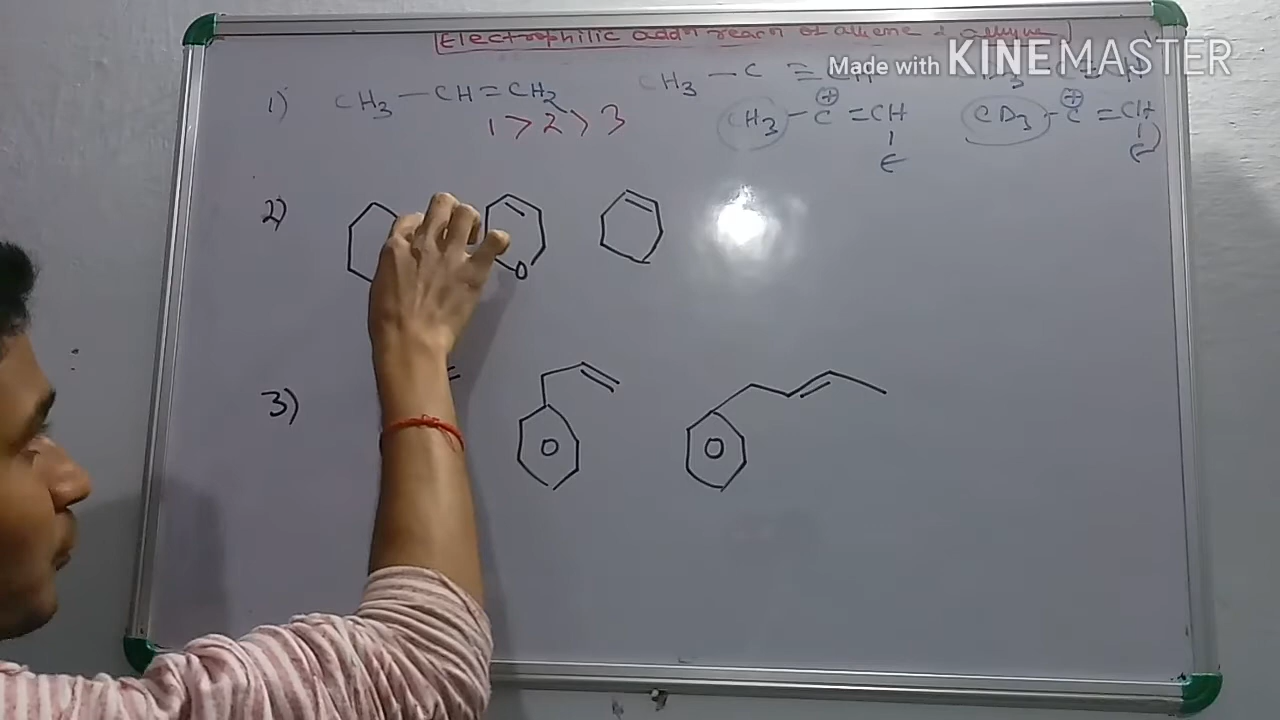 Electrophilic addn reacn of alkene & alkyne
Made with KINEMASTER
1) CH3 — CH = CH2 CH3 — C ≡ CH
1 > 2 > 3 CH3 — C = CH CD3 — C = CH
⊕ ⊕
E
2) O
3)